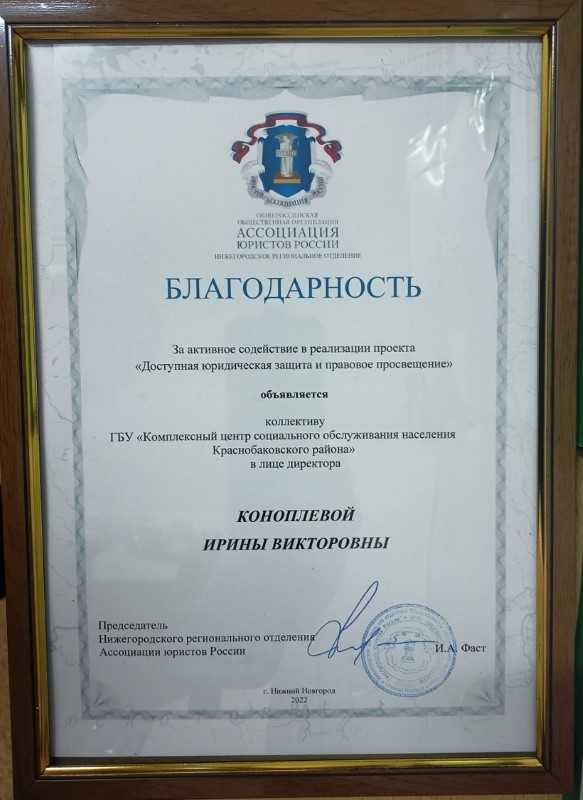 АССОЦИАЦИЯ
ОБЩЕРОССИЙСКАЯ
ОБЩЕСТВЕННАЯ ОРГАНИЗАЦИЯ
АССОЦИАЦИЯ
ЮРИСТОВ РОССИИ
НИЖЕГОРОДСКОЕ РЕГИОНАЛЬНОЕ ОТДЕЛЕНИЕ
БЛАГОДАРНОСТЬ
За активное содействие в реализации проекта
«Доступная юридическая защита и правовое просвещение»
объявляется
коллективу
ГБУ «Комплексный центр социального обслуживания населения
Краснобаковского района»
в лице директора
КОНОПЛЕВОЙ
ИРИНЫ ВИКТОРОВНЫ
Председатель
Нижегородского регионального отделения
Ассоциации юристов России
И.А. Фаст
г. Нижний Новгород
2022